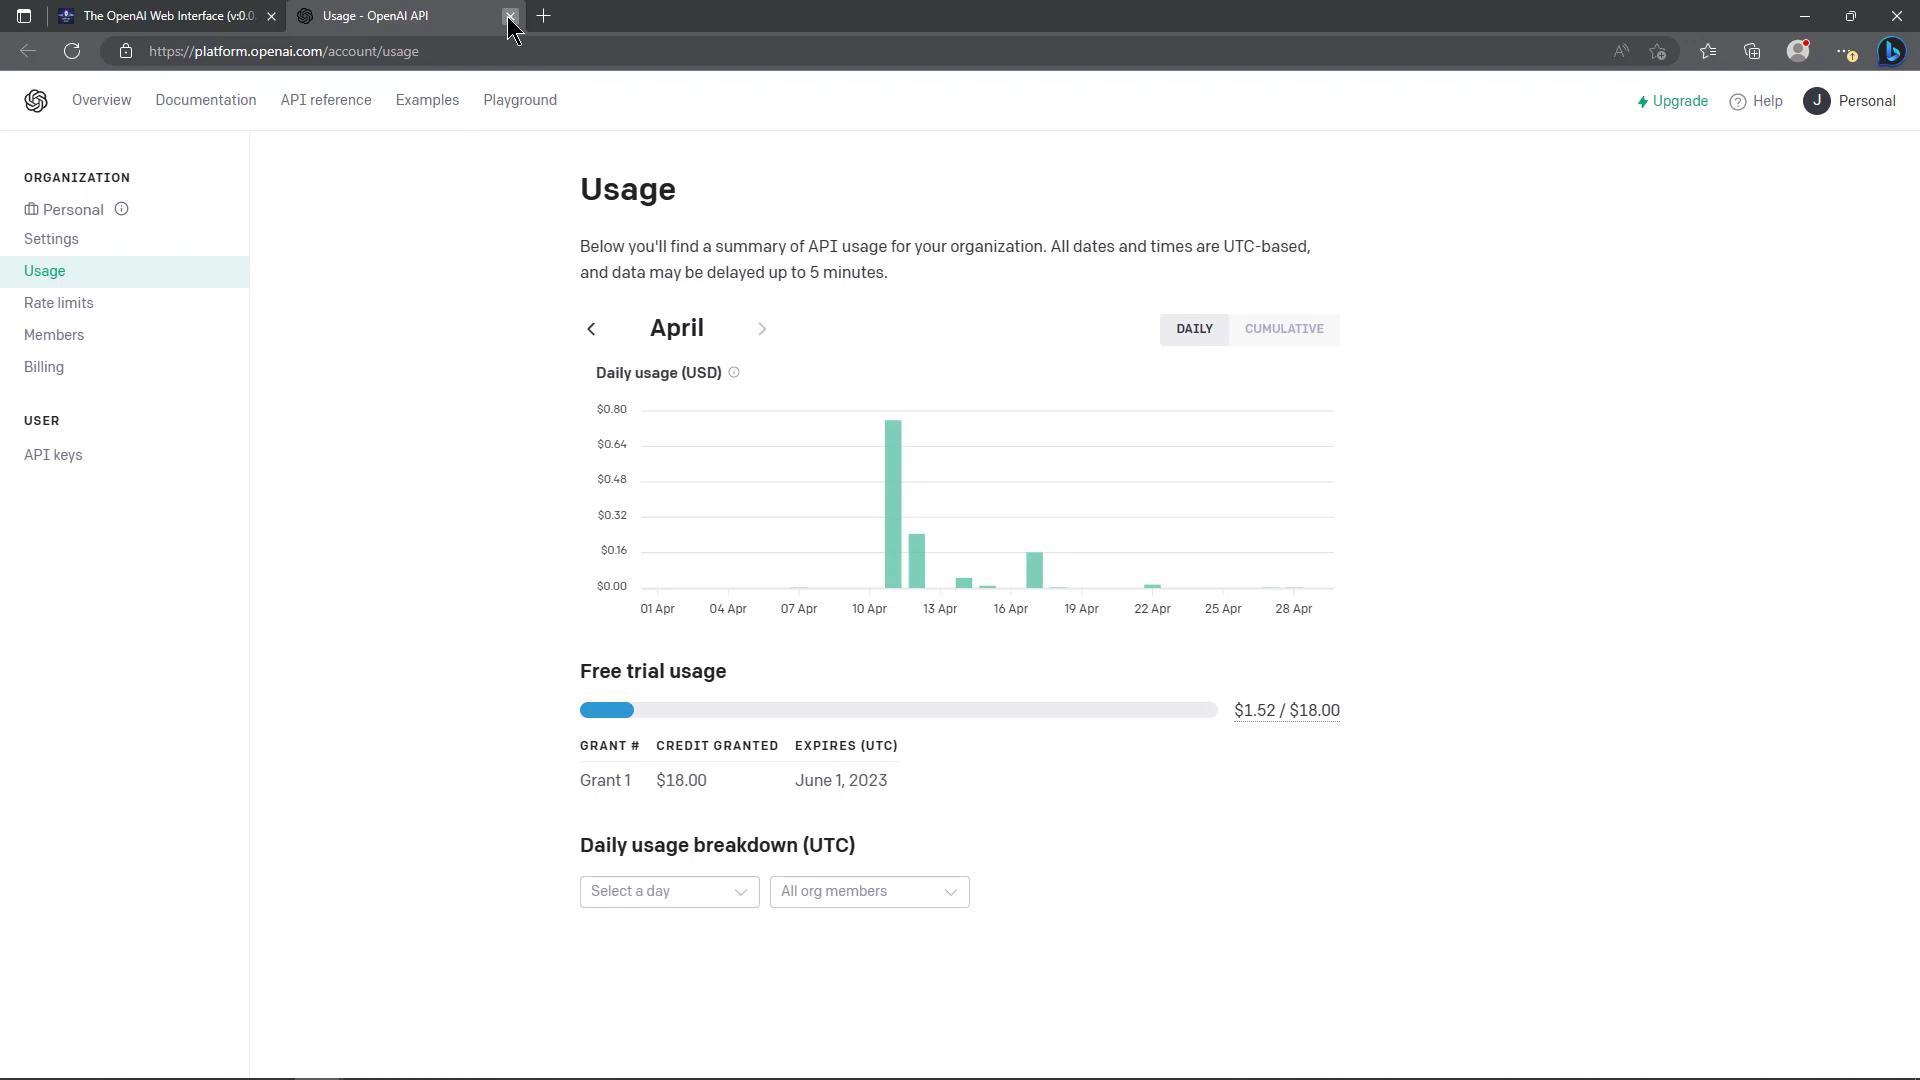 The OpenAI Web Interface (v:0.0.
Usage - OpenAI API
https://platform.openai.com/account/usage
Overview
Documentation
API reference
Examples
Playground
Upgrade
Help
J
Personal
ORGANIZATION
Personal
Settings
Usage
Rate limits
Members
Billing
USER
API keys
Usage
Below you'll find a summary of API usage for your organization. All dates and times are UTC-based,
and data may be delayed up to 5 minutes.
April
DAILY
CUMULATIVE
Daily usage (USD)
$0.80
$0.64
$0.48
$0.32
$0.16
$0.00
01 Apr
04 Apr
07 Apr
10 Apr
13 Apr
16 Apr
19 Apr
22 Apr
25 Apr
28 Apr
Free trial usage
$1.52 / $18.00
GRANT # CREDIT GRANTED EXPIRES (UTC)
Grant 1 $18.00 June 1, 2023
Daily usage breakdown (UTC)
Select a day
All org members